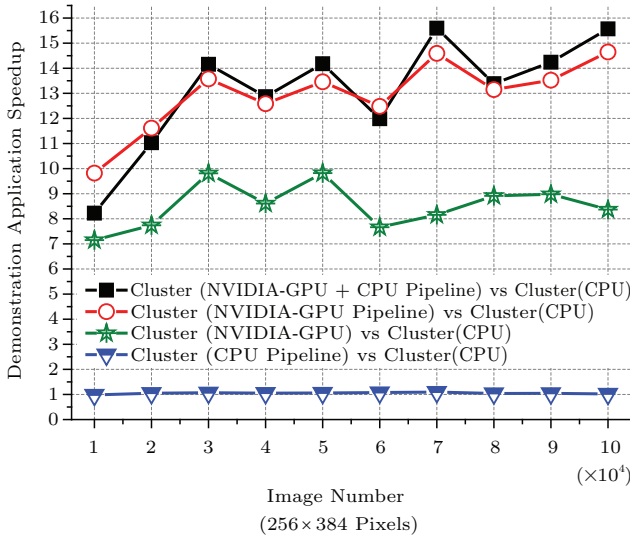 16
15
14
13
12
11
10
9
8
7
6
5
4
3
2
1
0
Demonstration Application Speedup
Cluster (NVIDIA-GPU + CPU Pipeline) vs Cluster(CPU)
Cluster (NVIDIA-GPU Pipeline) vs Cluster(CPU)
Cluster (NVIDIA-GPU) vs Cluster(CPU)
Cluster (CPU Pipeline) vs Cluster(CPU)
1 2 3 4 5 6 7 8 9 10
(×10⁴)
Image Number
(256×384 Pixels)